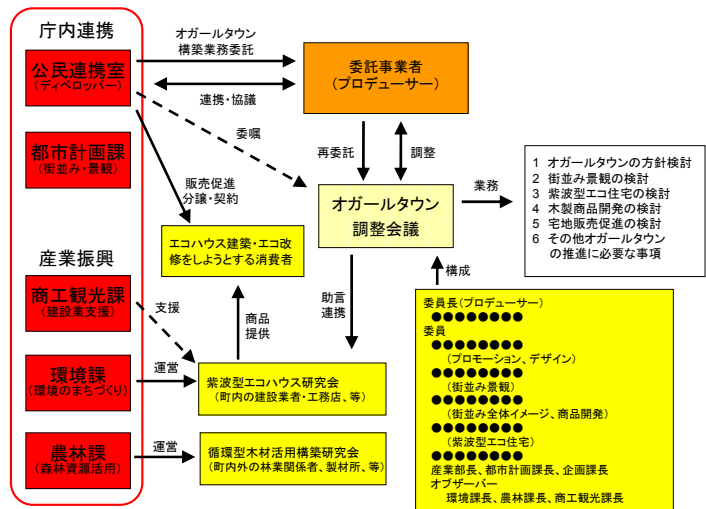 庁内連携
公民連携室
(ディベロッパー)
都市計画課
(街並み・景観)
産業振興
商工観光課
(建設業支援)
環境課
(環境のまちづくり)
農林課
(森林資源活用)
オガールタウン
構築業務委託
連携・協議
委嘱
販売促進
分譲・契約
支援
運営
運営
委託事業者
(プロデューサー)
再委託
調整
オガールタウン
調整会議
業務
1 オガールタウンの方針検討
2 街並み景観の検討
3 紫波型エコ住宅の検討
4 木製商品開発の検討
5 宅地販売促進の検討
6 その他オガールタウン
の推進に必要な事項
エコハウス建築・エコ改
修をしようとする消費者
商品
提供
助言
連携
構成
紫波型エコハウス研究会
(町内の建設業者・工務店、等)
循環型木材活用構築研究会
(町内外の林業関係者、製材所、等)
委員長(プロデューサー)
●●●●●●●●
委員
●●●●●●●●
(プロモーション、デザイン)
●●●●●●●●
(街並み景観)
●●●●●●●●
(街並み全体イメージ、商品開発)
●●●●●●●●
(紫波型エコ住宅)
●●●●●●●●
産業部長、都市計画課長、企画課長
オブザーバー
環境課長、農林課長、商工観光課長